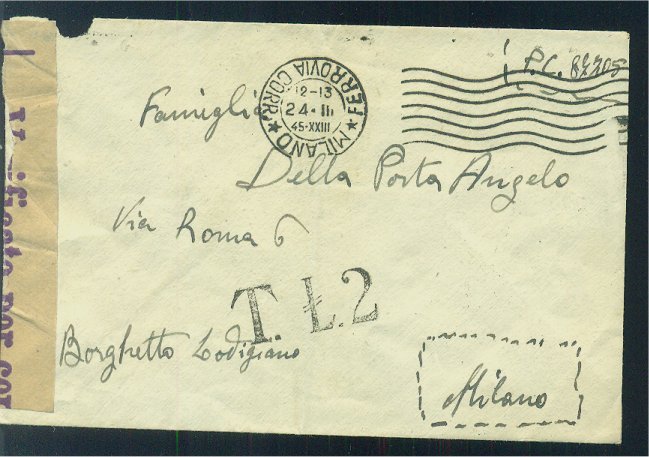 P.C. 87705
MILANO ★ FERROVIA CORR. ★
12-13
24·III
45·XXIII
Famiglia
Della Porta Angelo
Via Roma 6
T. Ł.2
Borghetto Lodigiano
Milano